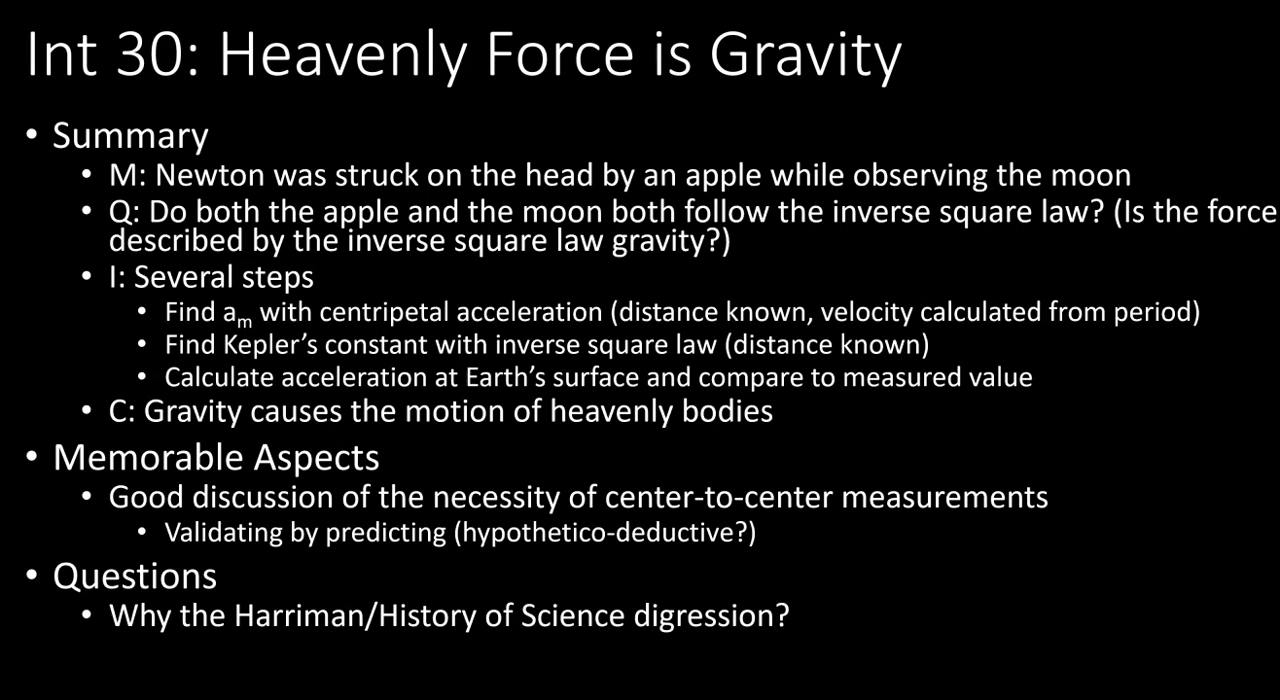 Int 30: Heavenly Force is Gravity
• Summary
• M: Newton was struck on the head by an apple while observing the moon
• Q: Do both the apple and the moon both follow the inverse square law? (Is the force
described by the inverse square law gravity?)
• I: Several steps
• Find aₘ with centripetal acceleration (distance known, velocity calculated from period)
• Find Kepler’s constant with inverse square law (distance known)
• Calculate acceleration at Earth’s surface and compare to measured value
• C: Gravity causes the motion of heavenly bodies
• Memorable Aspects
• Good discussion of the necessity of center-to-center measurements
• Validating by predicting (hypothetico-deductive?)
• Questions
• Why the Harriman/History of Science digression?